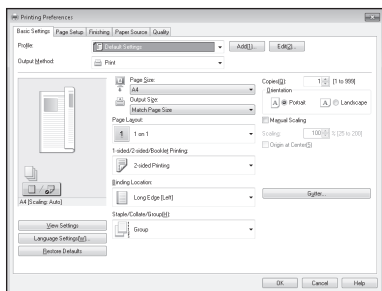 Printing Preferences
Basic Settings Page Setup Finishing Paper Source Quality
Profile: Default Settings Add(1)... Edit(2)...
Output Method: Print
Page Size:
A4
Output Size:
Match Page Size
Page Layout:
1 1 on 1
1-sided/2-sided/Booklet Printing:
2-sided Printing
Binding Location:
Long Edge [Left]
Staple/Collate/Group(H)
Group
Copies(Q) 1 [1 to 999]
Orientation
A Portrait A Landscape
Manual Scaling
Scaling: 100 % [25 to 200]
Origin at Center(5)
Gutter...
A4 [Scaling: Auto]
View Settings
Language Settings(w)...
Restore Defaults
OK Cancel Help